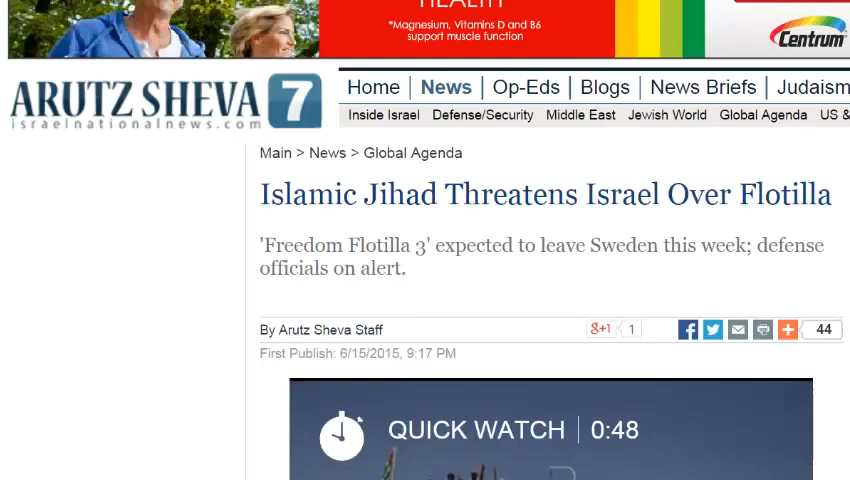 HEALTH*
*Magnesium, Vitamins D and B6
support muscle function
Centrum
ARUTZ SHEVA 7
israelnationalnews.com
Home | News | Op-Eds | Blogs | News Briefs | Judaism
Inside Israel Defense/Security Middle East Jewish World Global Agenda US &
Main > News > Global Agenda
Islamic Jihad Threatens Israel Over Flotilla
'Freedom Flotilla 3' expected to leave Sweden this week; defense
officials on alert.
By Arutz Sheva Staff
g+1 1
44
First Publish: 6/15/2015, 9:17 PM
QUICK WATCH | 0:48